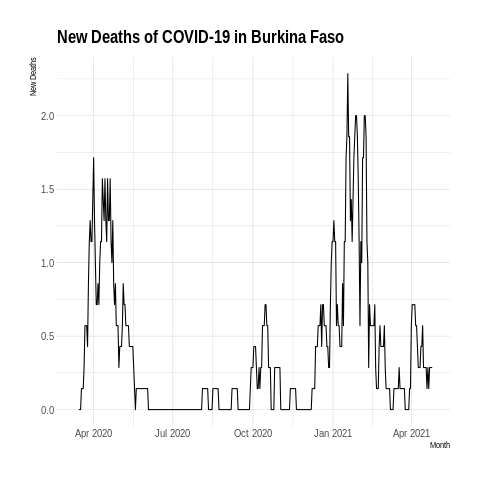 New Deaths of COVID-19 in Burkina Faso
New Deaths
2.0
1.5
1.0
0.5
0.0
Apr 2020 Jul 2020 Oct 2020 Jan 2021 Apr 2021
Month